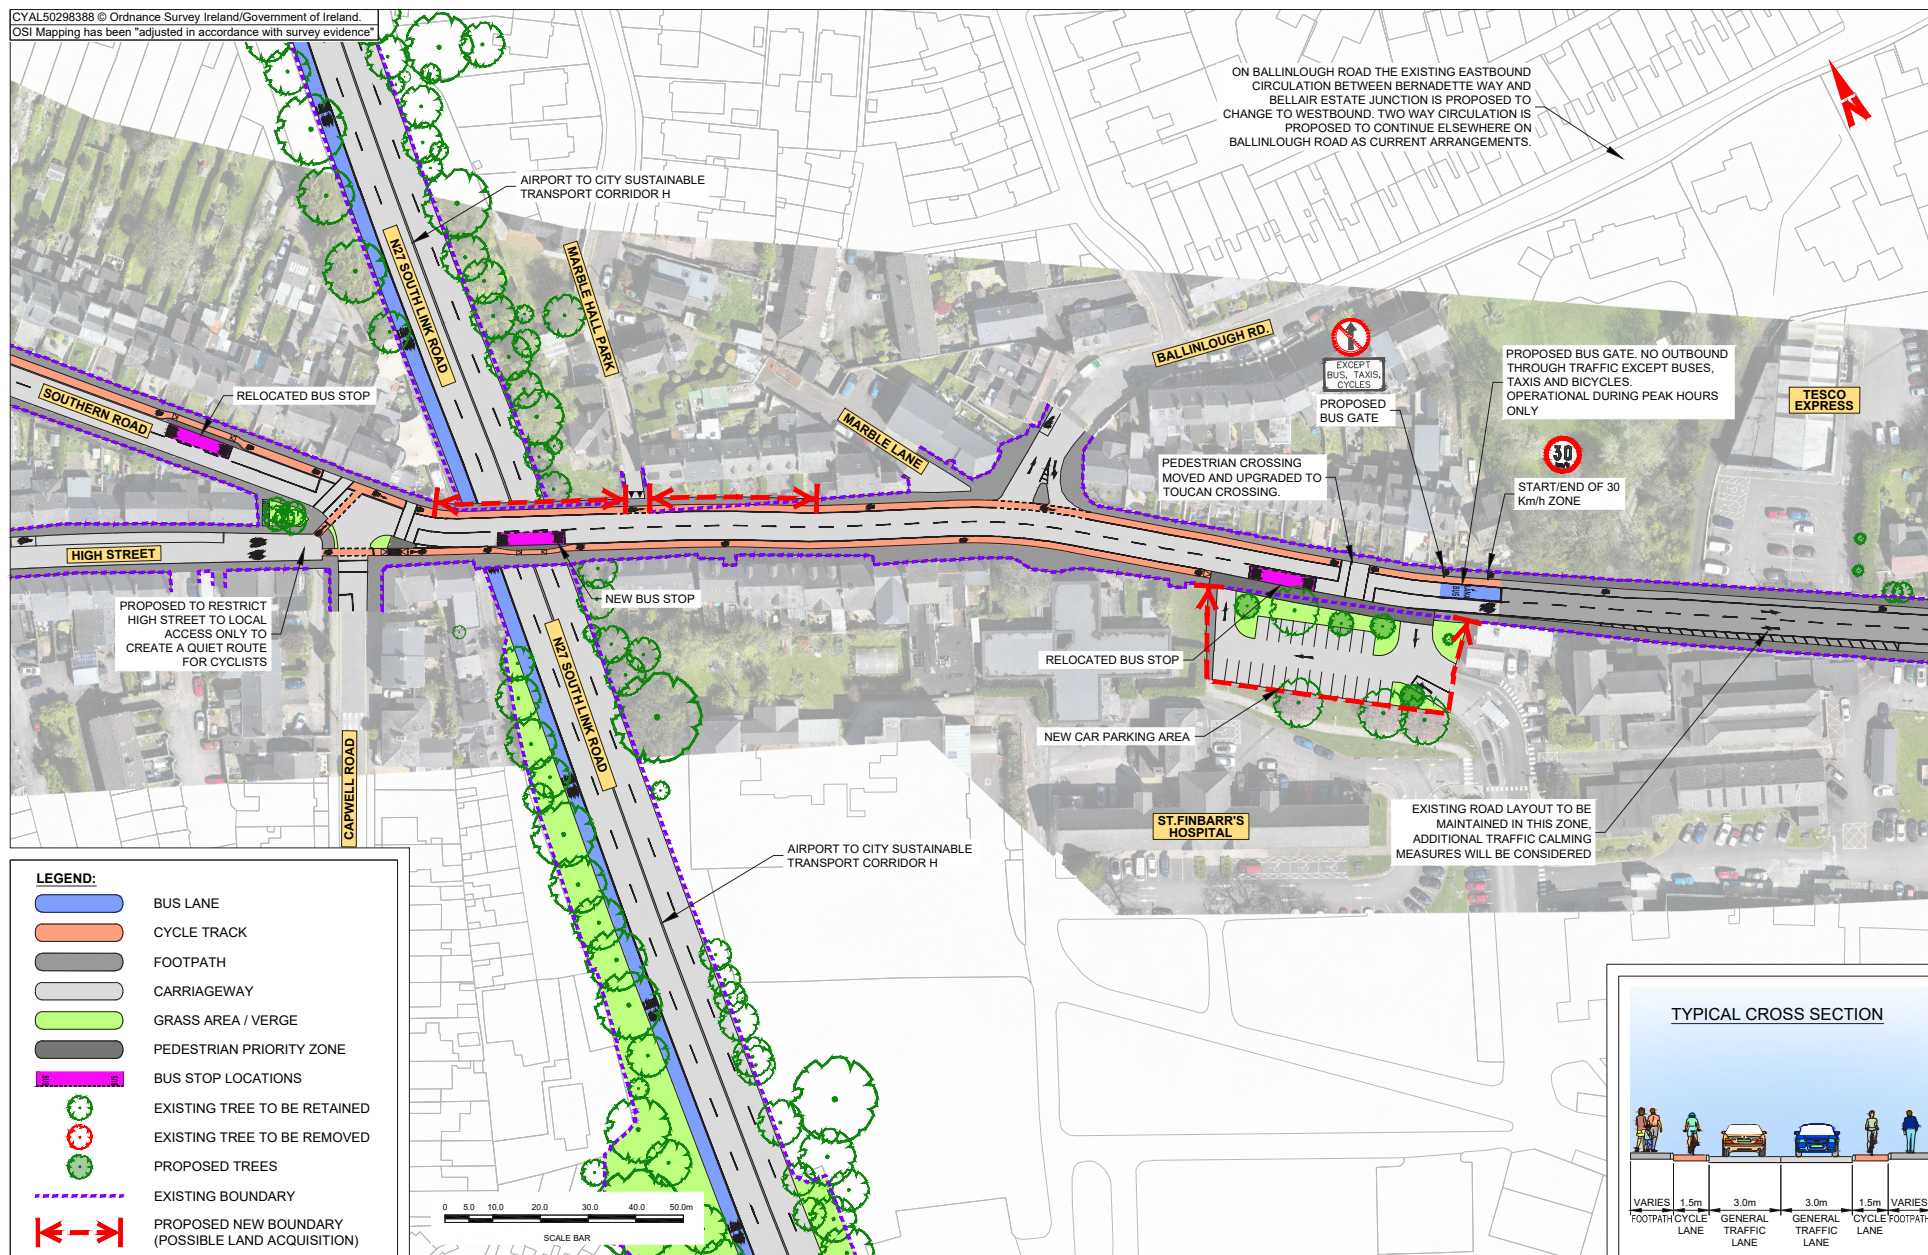 CYAL50298388 © Ordnance Survey Ireland/Government of Ireland.
OSI Mapping has been "adjusted in accordance with survey evidence"
ON BALLINLOUGH ROAD THE EXISTING EASTBOUND
CIRCULATION BETWEEN BERNADETTE WAY AND
BELLAIR ESTATE JUNCTION IS PROPOSED TO
CHANGE TO WESTBOUND. TWO WAY CIRCULATION IS
PROPOSED TO CONTINUE ELSEWHERE ON
BALLINLOUGH ROAD AS CURRENT ARRANGEMENTS.
N
AIRPORT TO CITY SUSTAINABLE
TRANSPORT CORRIDOR H
N27 SOUTH LINK ROAD
MARBLE HALL PARK
BALLINLOUGH RD.
EXCEPT
BUS, TAXIS,
CYCLES
PROPOSED
BUS GATE
PROPOSED BUS GATE. NO OUTBOUND
THROUGH TRAFFIC EXCEPT BUSES,
TAXIS AND BICYCLES.
OPERATIONAL DURING PEAK HOURS
ONLY
TESCO
EXPRESS
RELOCATED BUS STOP
SOUTHERN ROAD
MARBLE LANE
PEDESTRIAN CROSSING
MOVED AND UPGRADED TO
TOUCAN CROSSING.
30
START/END OF 30
Km/h ZONE
HIGH STREET
BUS
LANE
NEW BUS STOP
PROPOSED TO RESTRICT
HIGH STREET TO LOCAL
ACCESS ONLY TO
CREATE A QUIET ROUTE
FOR CYCLISTS
N27 SOUTH LINK ROAD
RELOCATED BUS STOP
NEW CAR PARKING AREA
CAPWELL ROAD
ST.FINBARR'S
HOSPITAL
EXISTING ROAD LAYOUT TO BE
MAINTAINED IN THIS ZONE,
ADDITIONAL TRAFFIC CALMING
MEASURES WILL BE CONSIDERED
AIRPORT TO CITY SUSTAINABLE
TRANSPORT CORRIDOR H
LEGEND:
BUS LANE
CYCLE TRACK
FOOTPATH
CARRIAGEWAY
GRASS AREA / VERGE
PEDESTRIAN PRIORITY ZONE
BUS STOP LOCATIONS
EXISTING TREE TO BE RETAINED
EXISTING TREE TO BE REMOVED
PROPOSED TREES
EXISTING BOUNDARY
PROPOSED NEW BOUNDARY
(POSSIBLE LAND ACQUISITION)
0 5.0 10.0 20.0 30.0 40.0 50.0m
SCALE BAR
TYPICAL CROSS SECTION
VARIES 1.5m 3.0m 3.0m 1.5m VARIES
FOOTPATH CYCLE LANE GENERAL TRAFFIC LANE GENERAL TRAFFIC LANE CYCLE LANE FOOTPATH